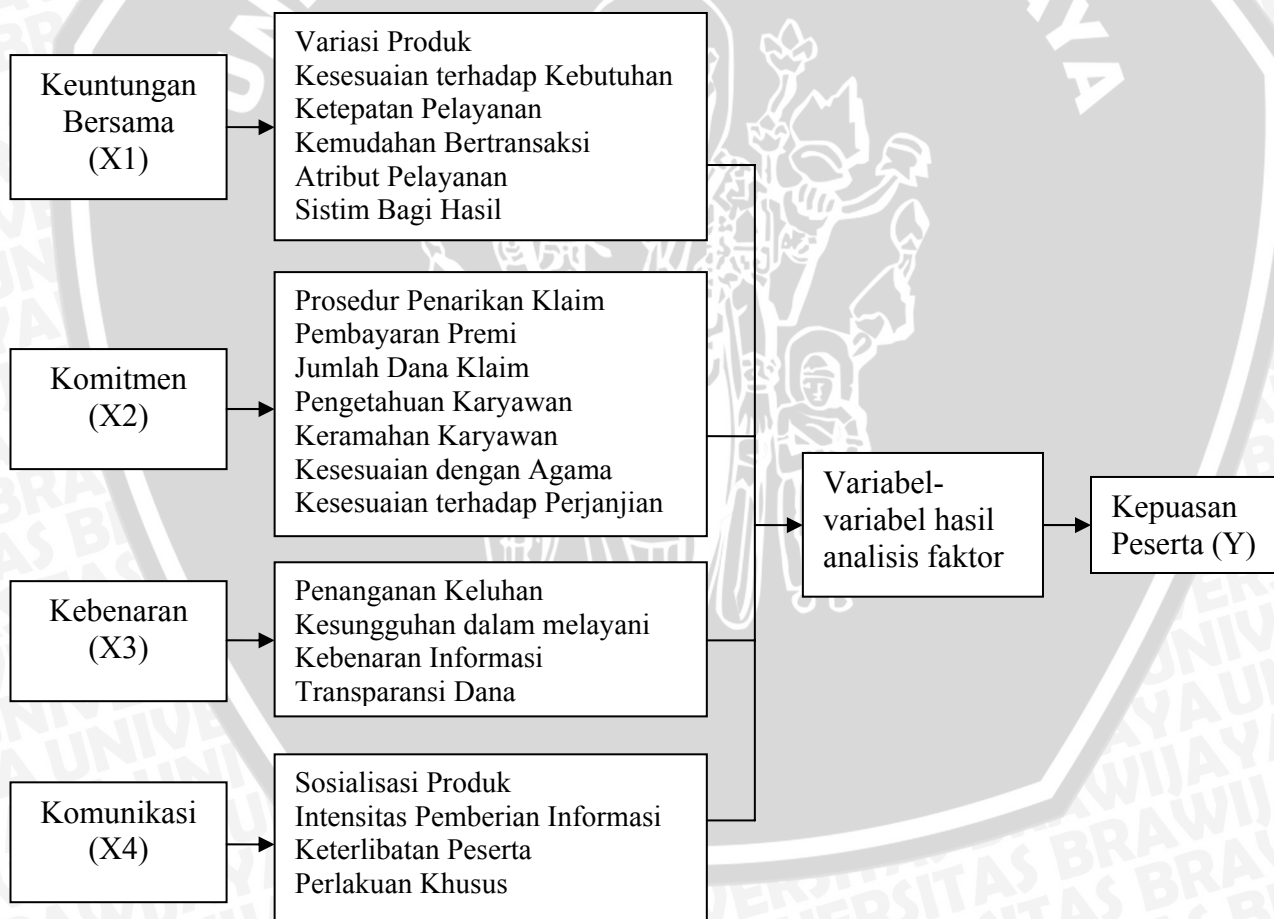 Keuntungan
Bersama
(X1)
Variasi Produk
Kesesuaian terhadap Kebutuhan
Ketepatan Pelayanan
Kemudahan Bertransaksi
Atribut Pelayanan
Sistim Bagi Hasil
Komitmen
(X2)
Prosedur Penarikan Klaim
Pembayaran Premi
Jumlah Dana Klaim
Pengetahuan Karyawan
Keramahan Karyawan
Kesesuaian dengan Agama
Kesesuaian terhadap Perjanjian
Kebenaran
(X3)
Penanganan Keluhan
Kesungguhan dalam melayani
Kebenaran Informasi
Transparansi Dana
Komunikasi
(X4)
Sosialisasi Produk
Intensitas Pemberian Informasi
Keterlibatan Peserta
Perlakuan Khusus
Variabel-
variabel hasil
analisis faktor
Kepuasan
Peserta (Y)